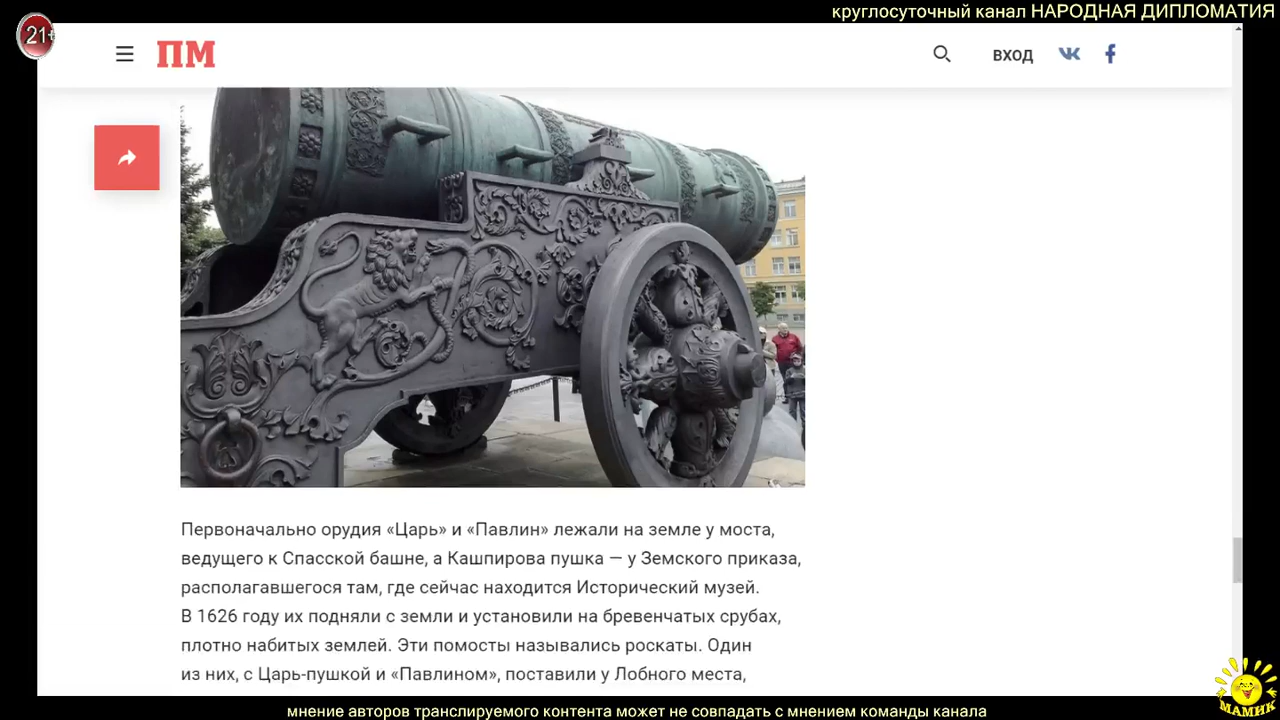 круглосуточный канал НАРОДНАЯ ДИПЛОМАТИЯ
21+
ПМ
ВХОД
Первоначально орудия «Царь» и «Павлин» лежали на земле у моста,
ведущего к Спасской башне, а Кашпирова пушка — у Земского приказа,
располагавшегося там, где сейчас находится Исторический музей.
В 1626 году их подняли с земли и установили на бревенчатых срубах,
плотно набитых землей. Эти помосты назывались роскаты. Один
из них, с Царь-пушкой и «Павлином», поставили у Лобного места,
МАМИК
мнение авторов транслируемого контента может не совпадать с мнением команды канала